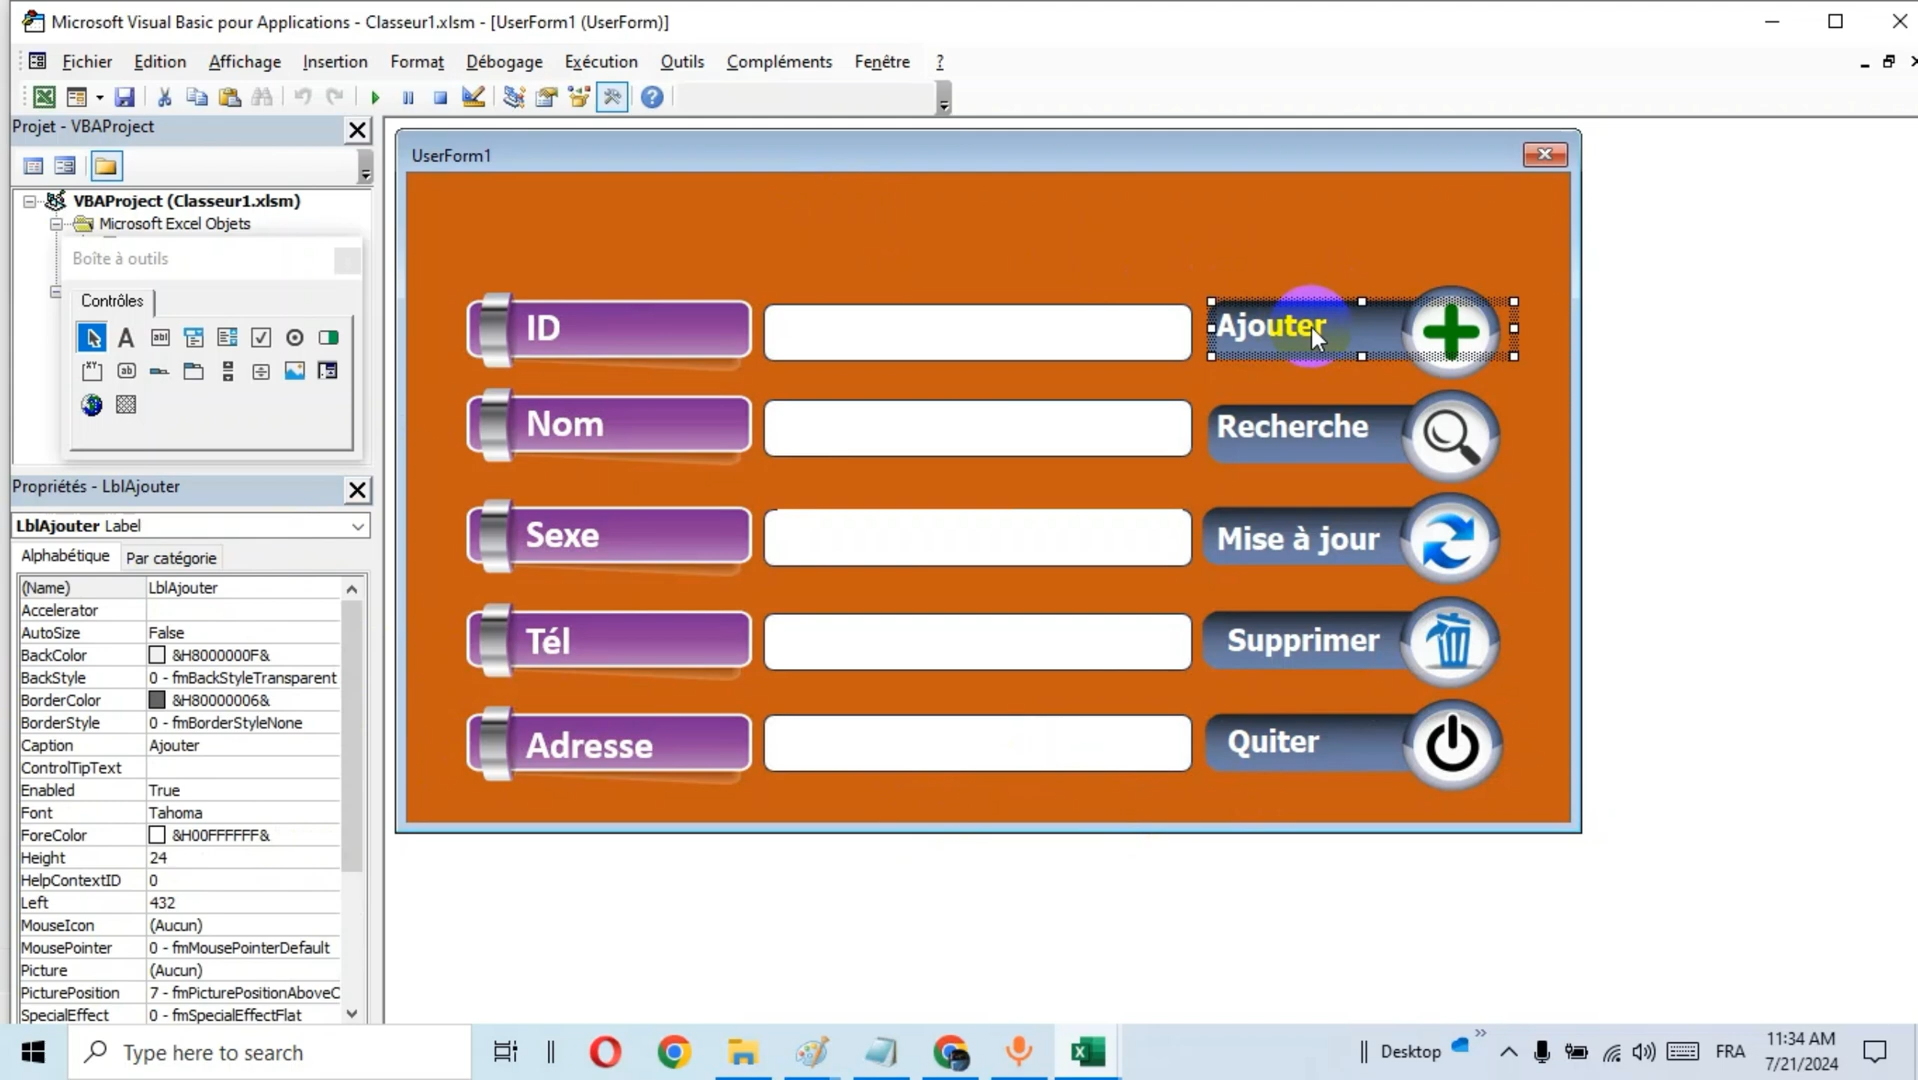 Microsoft Visual Basic pour Applications - Classeur1.xlsm - [UserForm1 (UserForm)]
Fichier Edition Affichage Insertion Format Débogage Exécution Outils Compléments Fenêtre ?
Projet - VBAProject
VBAProject (Classeur1.xlsm)
Microsoft Excel Objets
Boîte à outils
Contrôles
UserForm1
ID
Ajouter
Nom
Recherche
Sexe
Mise à jour
Tél
Supprimer
Adresse
Quiter
Propriétés - LblAjouter
LblAjouter Label
Alphabétique Par catégorie
(Name) LblAjouter
Accelerator
AutoSize False
BackColor &H8000000F&
BackStyle 0 - fmBackStyleTransparent
BorderColor &H80000006&
BorderStyle 0 - fmBorderStyleNone
Caption Ajouter
ControlTipText
Enabled True
Font Tahoma
ForeColor &H00FFFFFF&
Height 24
HelpContextID 0
Left 432
MouseIcon (Aucun)
MousePointer 0 - fmMousePointerDefault
Picture (Aucun)
PicturePosition 7 - fmPicturePositionAboveC
SpecialEffect 0 - fmSpecialEffectFlat
Type here to search
Desktop
FRA
11:34 AM
7/21/2024